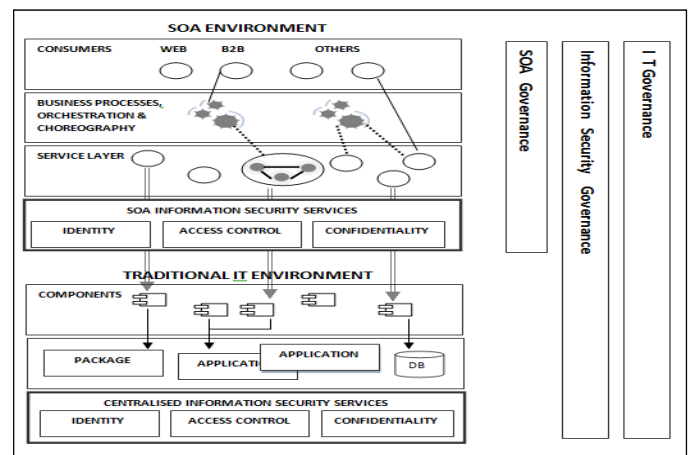 SOA ENVIRONMENT
CONSUMERS WEB B2B OTHERS
BUSINESS PROCESSES,
ORCHESTRATION &
CHOREOGRAPHY
SERVICE LAYER
SOA INFORMATION SECURITY SERVICES
IDENTITY ACCESS CONTROL CONFIDENTIALITY
TRADITIONAL IT ENVIRONMENT
COMPONENTS
PACKAGE APPLICATI APPLICATION DB
CENTRALISED INFORMATION SECURITY SERVICES
IDENTITY ACCESS CONTROL CONFIDENTIALITY
SOA Governance
Information Security Governance
I T Governance